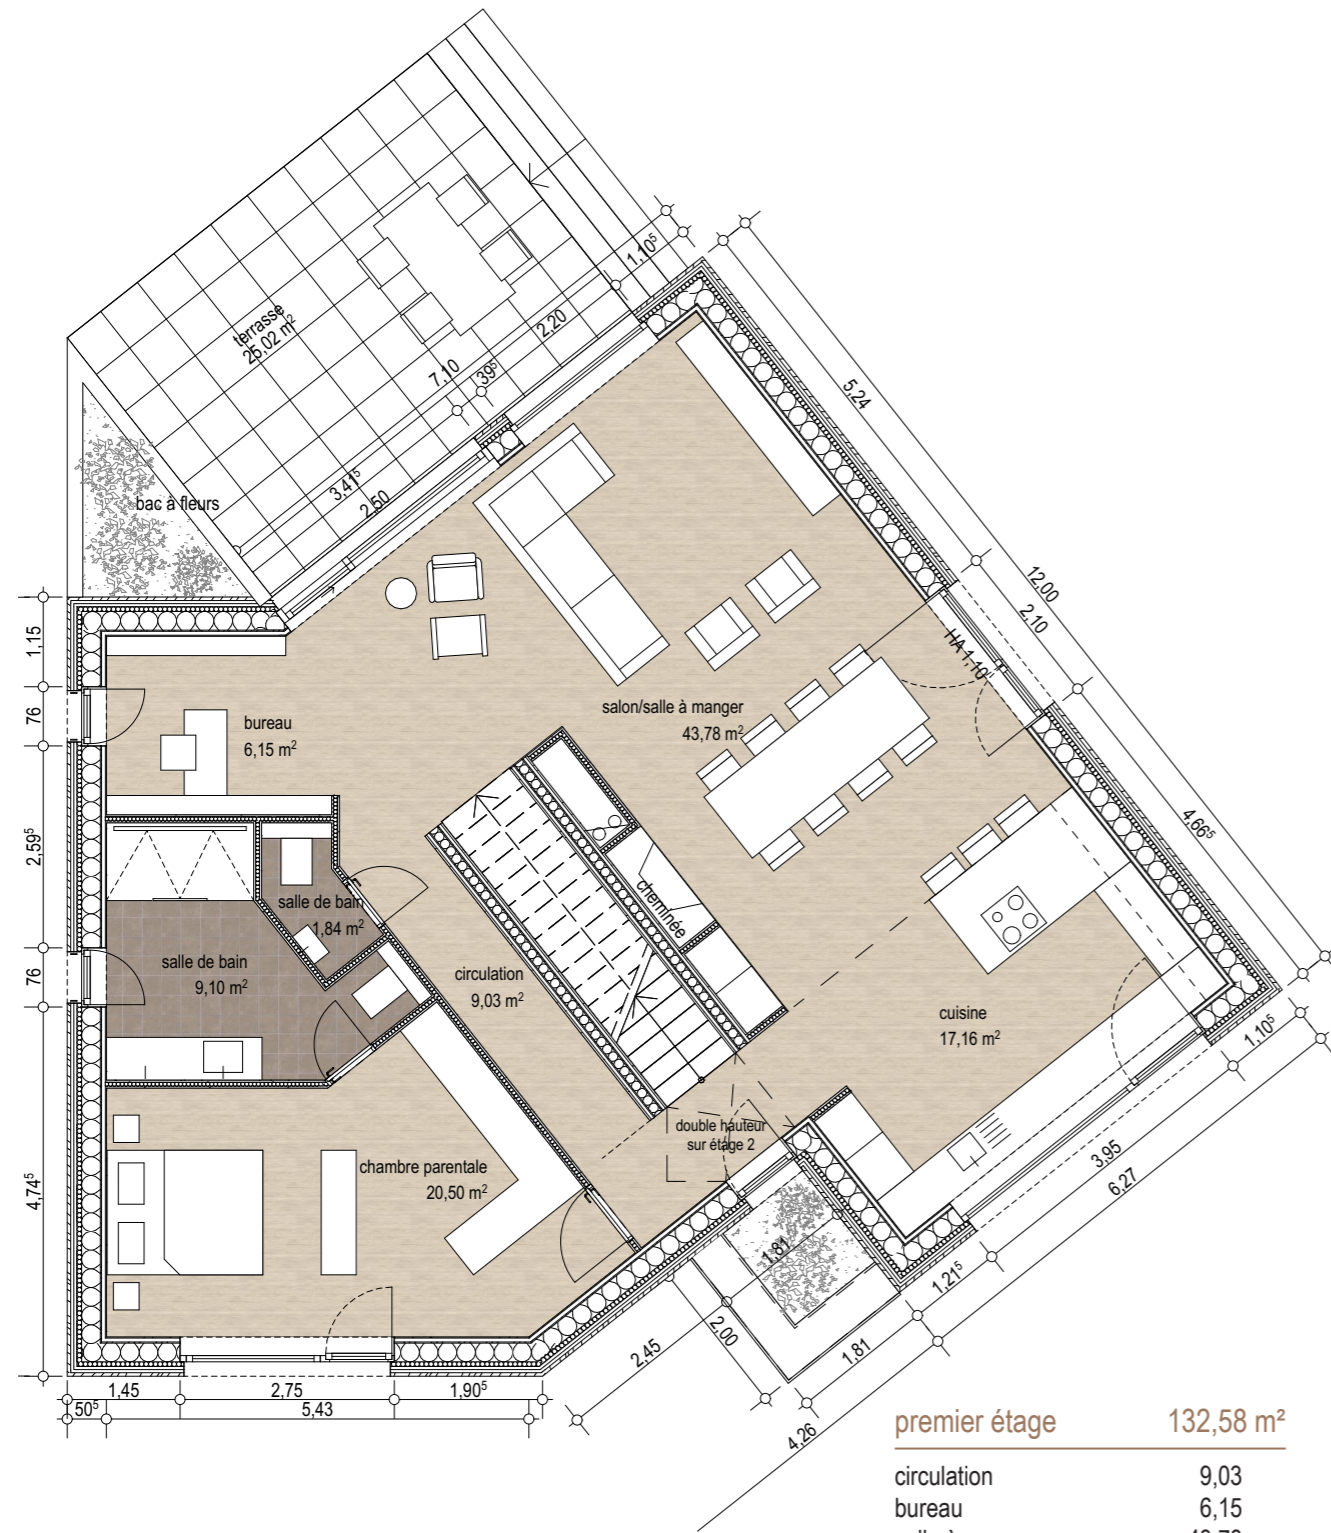 terrasse
25,02 m²
bac à fleurs
1,10⁵
2,20
39⁵
7,10
3,41⁵
2,50
5,24
12,00
2,10
HA 1,10⁵
4,66⁵
1,15
76
2,59⁵
76
4,74⁵
bureau
6,15 m²
salon/salle à manger
43,78 m²
salle de bain
1,84 m²
salle de bain
9,10 m²
circulation
9,03 m²
cheminée
cuisine
17,16 m²
double hauteur
sur étage 2
chambre parentale
20,50 m²
1,10⁵
3,95
6,27
1,21⁵
1,81
1,81
2,00
2,45
4,26
1,45
2,75
1,90⁵
50⁵
5,43
premier étage 132,58 m²
circulation 9,03
bureau 6,15